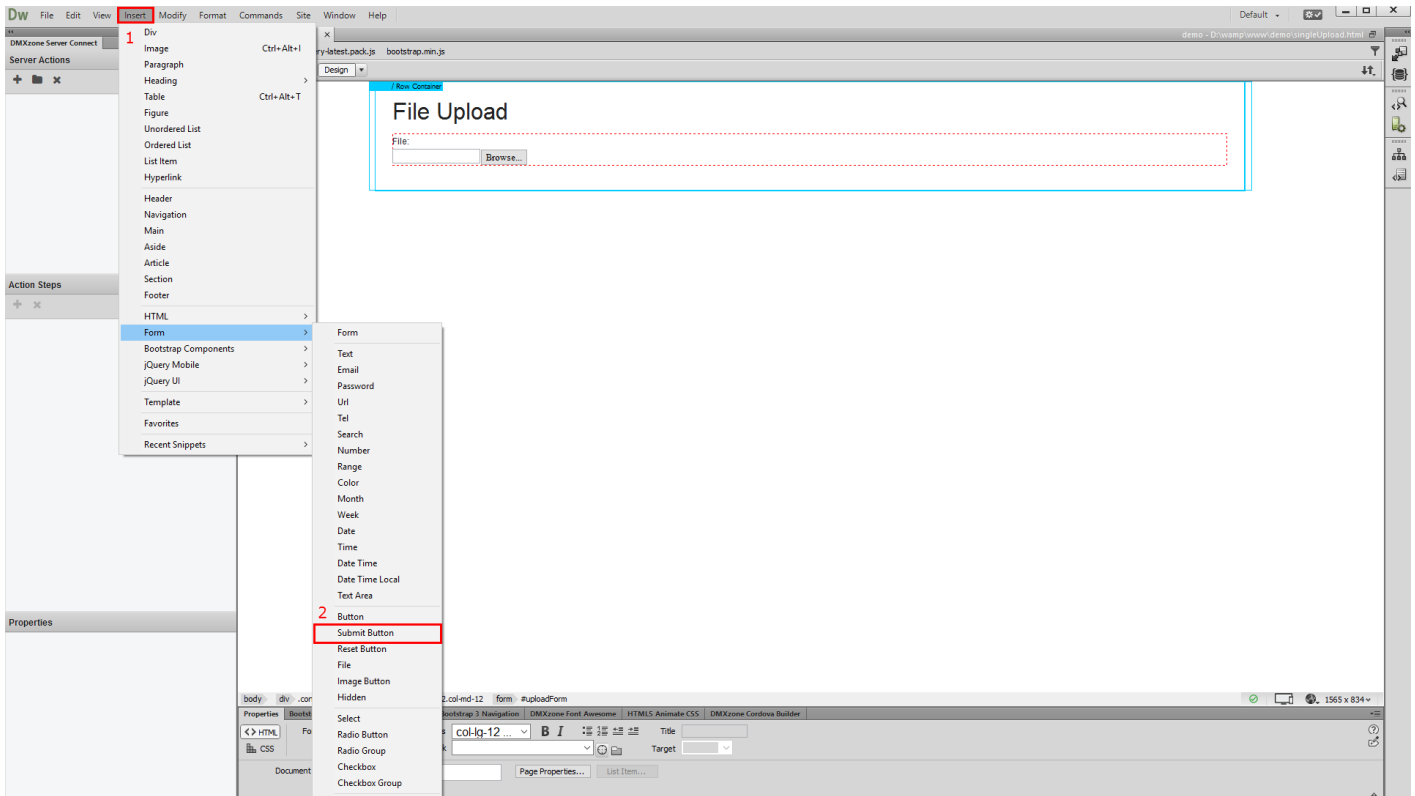 Dw File Edit View Insert Modify Format Commands Site Window Help
Default
1
DMXzone Server Connect
Server Actions
Div
Image Ctrl+Alt+I
Paragraph
Heading
Table Ctrl+Alt+T
Figure
Unordered List
Ordered List
List Item
Hyperlink
Header
Navigation
Main
Aside
Article
Section
Footer
HTML
Form
Bootstrap Components
jQuery Mobile
jQuery UI
Template
Favorites
Recent Snippets
demo - D:\wamp\www\demo\singleUpload.html
ry-latest.pack.js bootstrap.min.js
Design
/ Row Container
File Upload
File:
Browse...
Action Steps
Form
Text
Email
Password
Url
Tel
Search
Number
Range
Color
Month
Week
Date
Time
Date Time
Date Time Local
Text Area
2
Button
Submit Button
Reset Button
File
Image Button
Hidden
Select
Radio Button
Radio Group
Checkbox
Checkbox Group
Properties
body div .con 2.col-md-12 form #uploadForm
1565 x 834
Properties Bootst Bootstrap 3 Navigation DMXzone Font Awesome HTML5 Animate CSS DMXzone Cordova Builder
<> HTML Fo s col-lg-12 ... B I Title
CSS k Target
Document Page Properties... List Item...